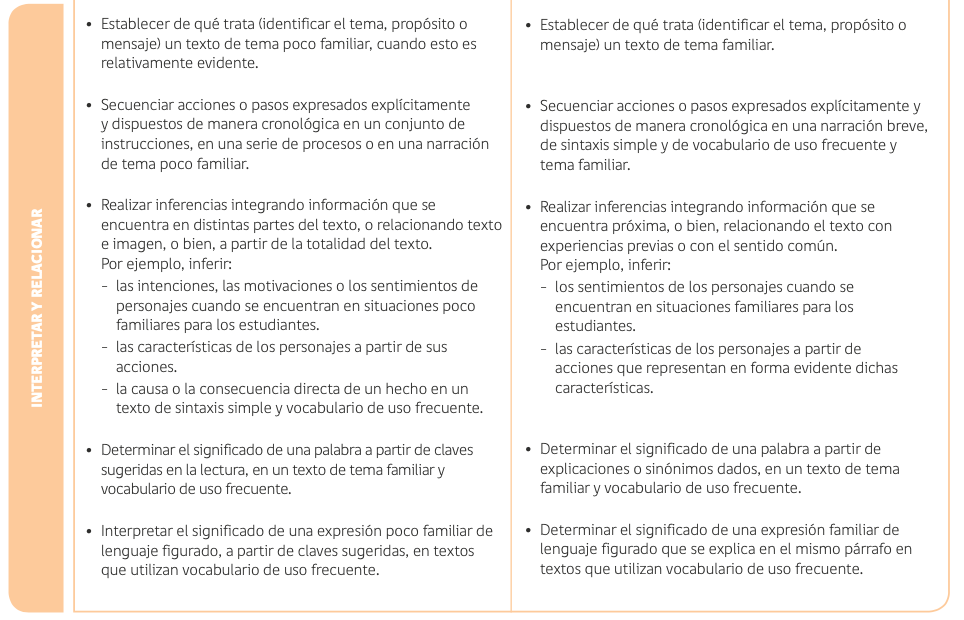 INTERPRETAR Y RELACIONAR
• Establecer de qué trata (identificar el tema, propósito o
mensaje) un texto de tema poco familiar, cuando esto es
relativamente evidente.
• Secuenciar acciones o pasos expresados explícitamente
y dispuestos de manera cronológica en un conjunto de
instrucciones, en una serie de procesos o en una narración
de tema poco familiar.
• Realizar inferencias integrando información que se
encuentra en distintas partes del texto, o relacionando texto
e imagen, o bien, a partir de la totalidad del texto.
Por ejemplo, inferir:
– las intenciones, las motivaciones o los sentimientos de
personajes cuando se encuentran en situaciones poco
familiares para los estudiantes.
– las características de los personajes a partir de sus
acciones.
– la causa o la consecuencia directa de un hecho en un
texto de sintaxis simple y vocabulario de uso frecuente.
• Determinar el significado de una palabra a partir de claves
sugeridas en la lectura, en un texto de tema familiar y
vocabulario de uso frecuente.
• Interpretar el significado de una expresión poco familiar de
lenguaje figurado, a partir de claves sugeridas, en textos
que utilizan vocabulario de uso frecuente.
• Establecer de qué trata (identificar el tema, propósito o
mensaje) un texto de tema familiar.
• Secuenciar acciones o pasos expresados explícitamente y
dispuestos de manera cronológica en una narración breve,
de sintaxis simple y de vocabulario de uso frecuente y
tema familiar.
• Realizar inferencias integrando información que se
encuentra próxima, o bien, relacionando el texto con
experiencias previas o con el sentido común.
Por ejemplo, inferir:
– los sentimientos de los personajes cuando se
encuentran en situaciones familiares para los
estudiantes.
– las características de los personajes a partir de
acciones que representan en forma evidente dichas
características.
• Determinar el significado de una palabra a partir de
explicaciones o sinónimos dados, en un texto de tema
familiar y vocabulario de uso frecuente.
• Determinar el significado de una expresión familiar de
lenguaje figurado que se explica en el mismo párrafo en
textos que utilizan vocabulario de uso frecuente.